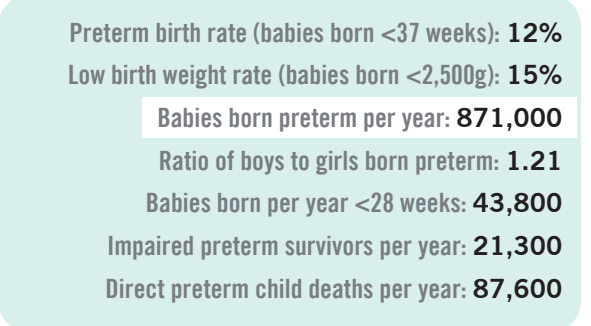 Preterm birth rate (babies born <37 weeks): 12%
Low birth weight rate (babies born <2,500g): 15%
Babies born preterm per year: 871,000
Ratio of boys to girls born preterm: 1.21
Babies born per year <28 weeks: 43,800
Impaired preterm survivors per year: 21,300
Direct preterm child deaths per year: 87,600